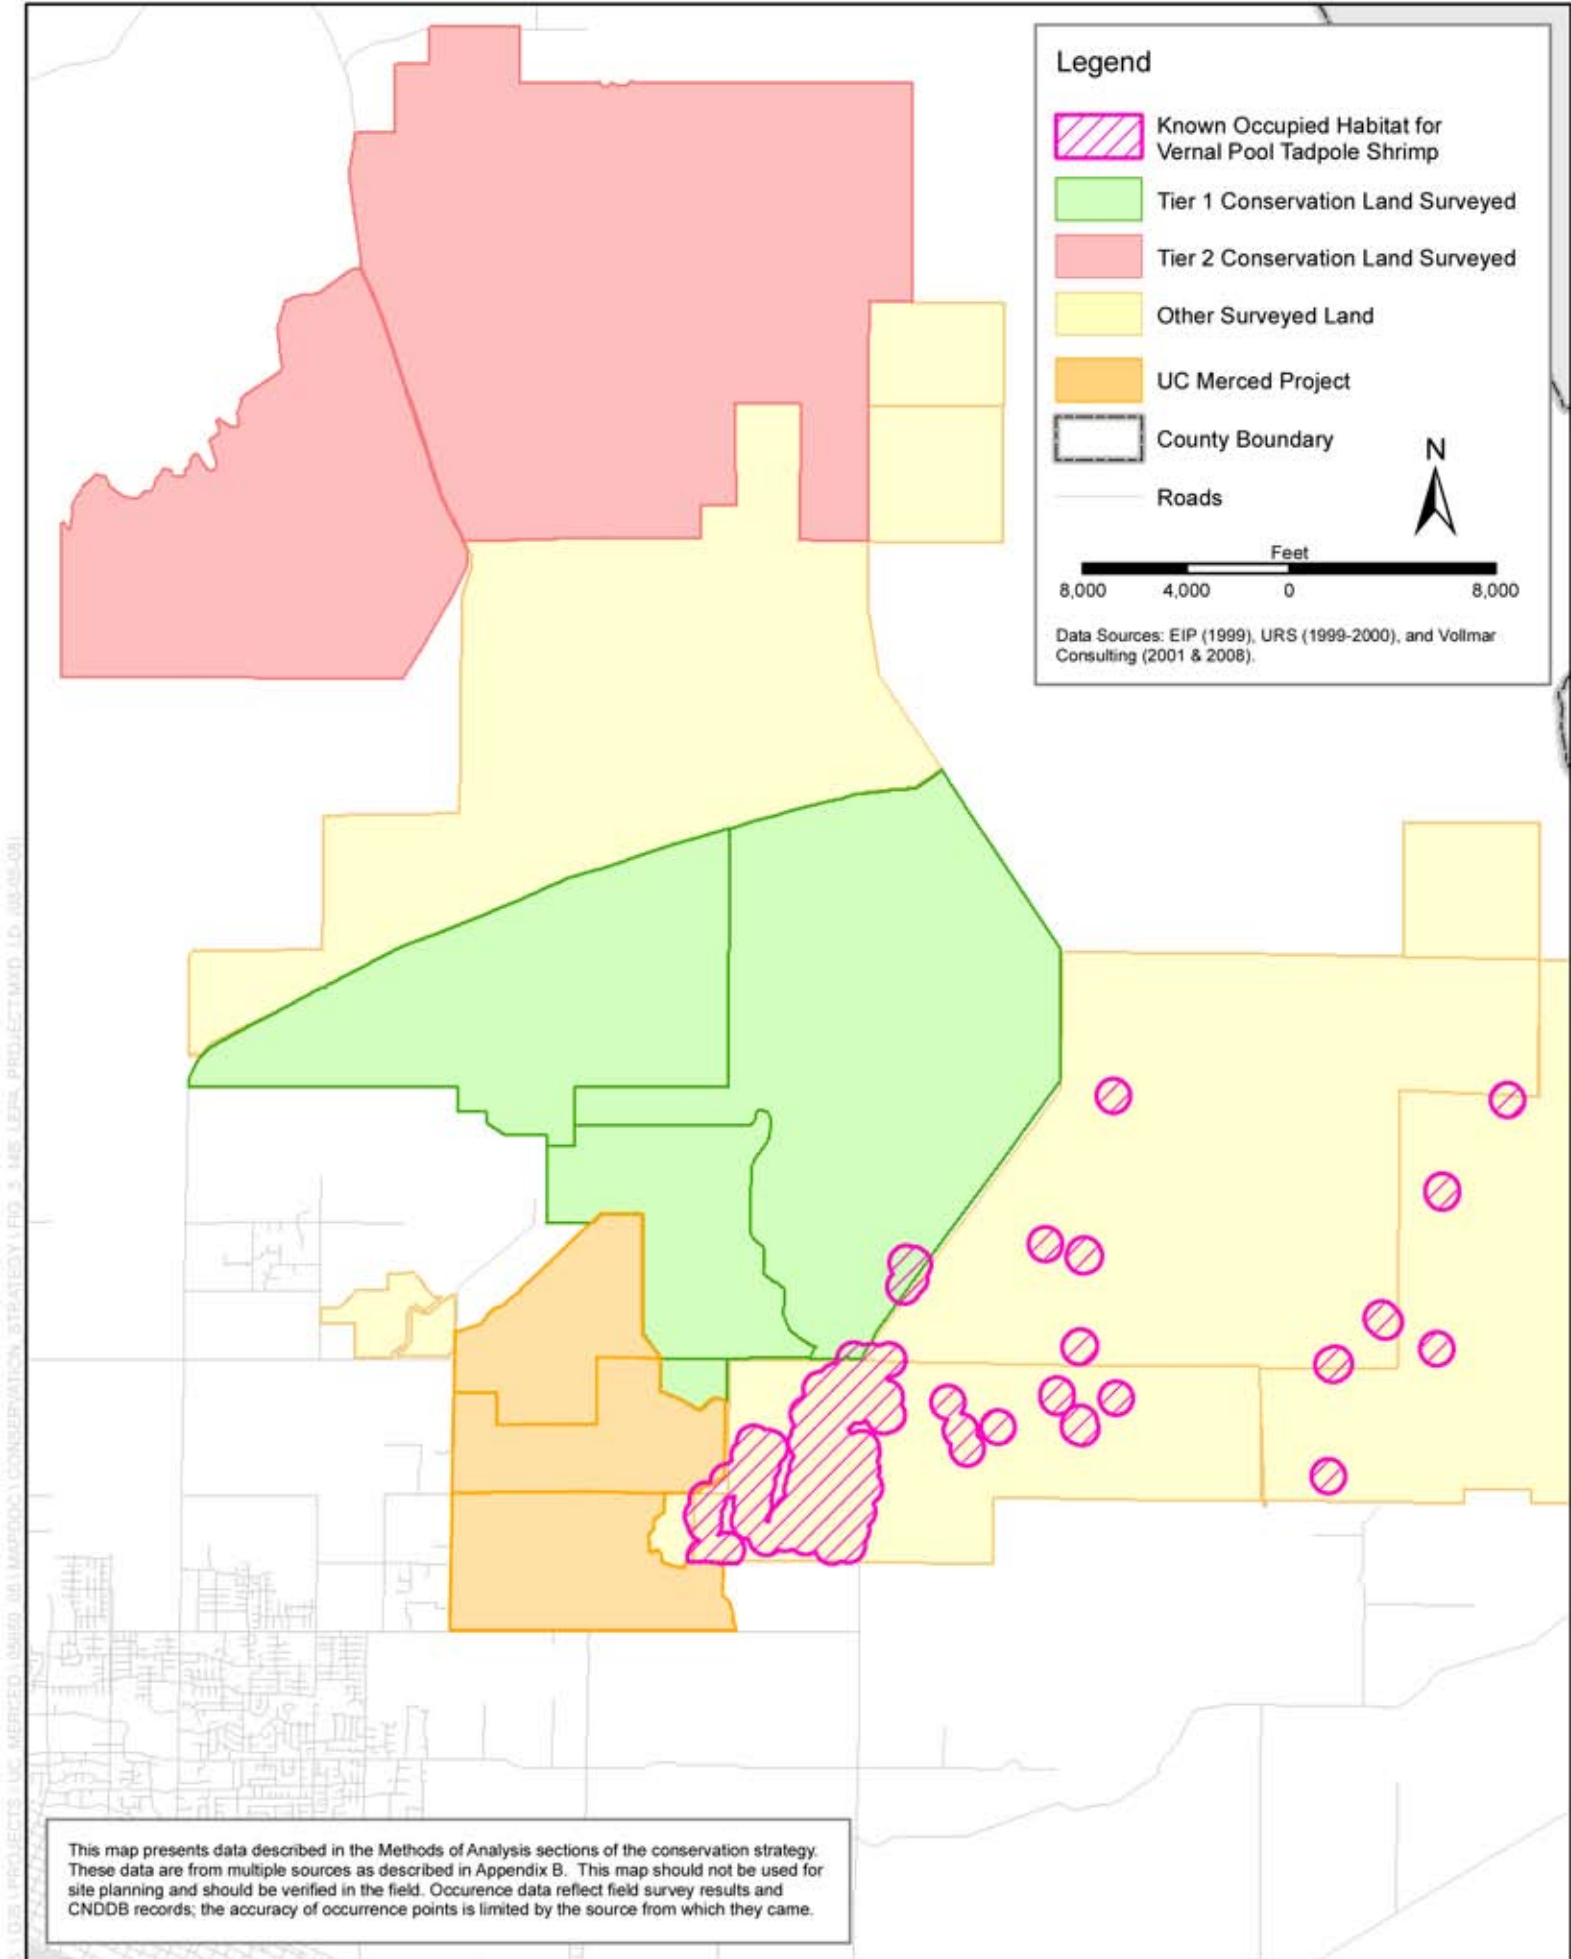 Legend
Known Occupied Habitat for
Vernal Pool Tadpole Shrimp
Tier 1 Conservation Land Surveyed
Tier 2 Conservation Land Surveyed
Other Surveyed Land
UC Merced Project
County Boundary
Roads
N
Feet
8,000 4,000 0 8,000
Data Sources: EIP (1999), URS (1999-2000), and Vollmar
Consulting (2001 & 2008).
This map presents data described in the Methods of Analysis sections of the conservation strategy.
These data are from multiple sources as described in Appendix B. This map should not be used for
site planning and should be verified in the field. Occurence data reflect field survey results and
CNDDB records; the accuracy of occurrence points is limited by the source from which they came.